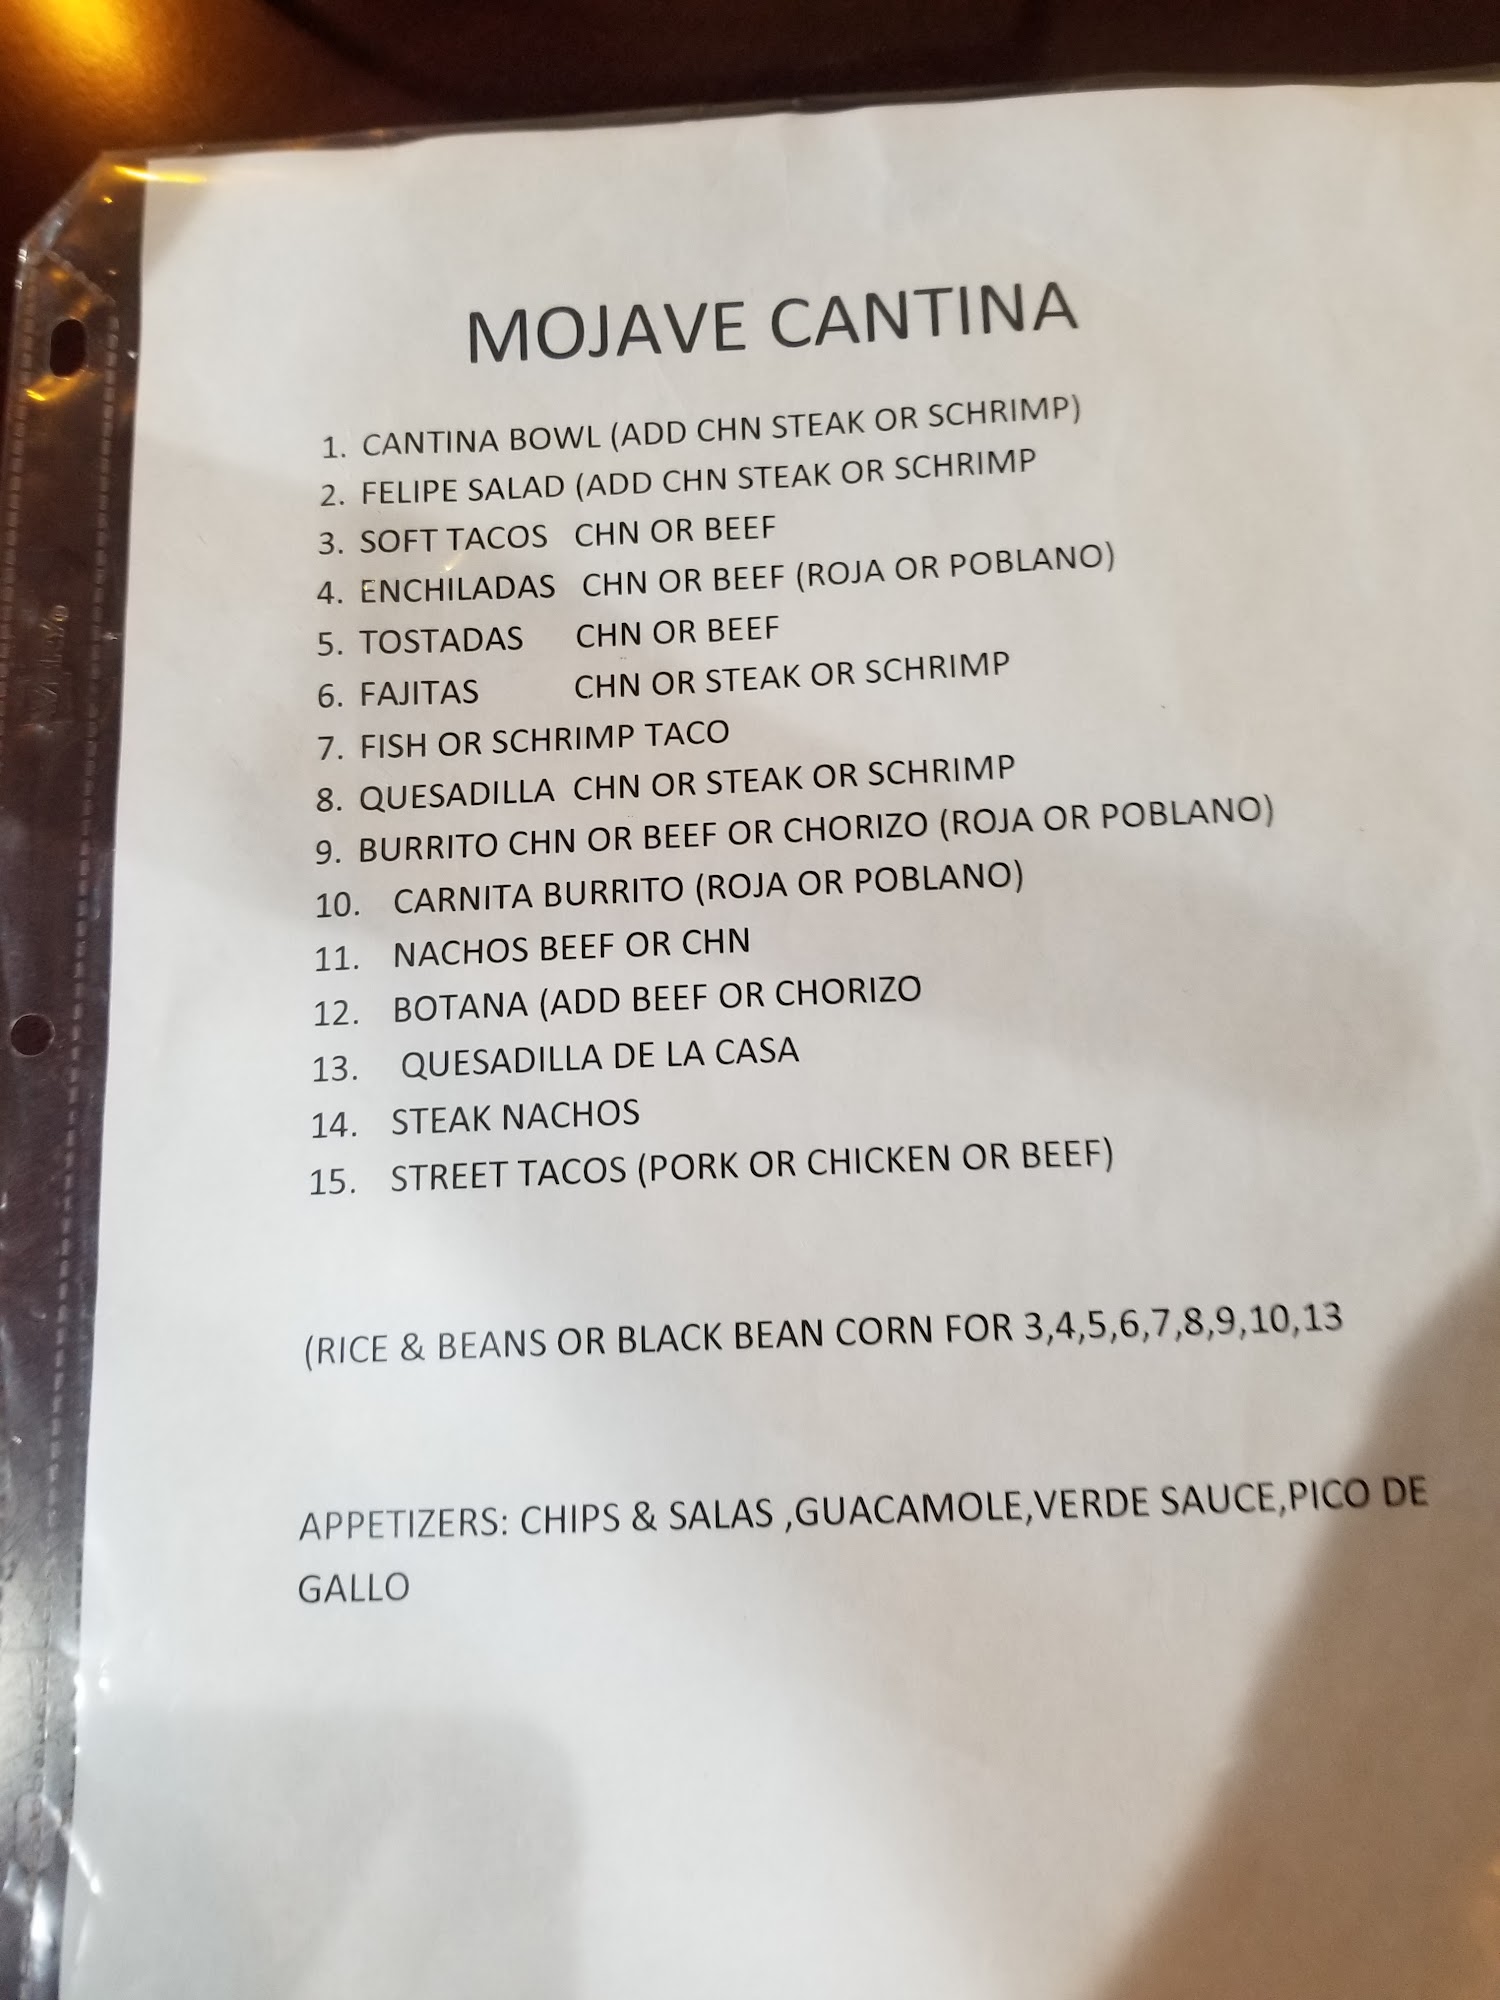 MOJAVE CANTINA
1. CANTINA BOWL (ADD CHN STEAK OR SCHRIMP)
2. FELIPE SALAD (ADD CHN STEAK OR SCHRIMP
3. SOFT TACOS CHN OR BEEF
4. ENCHILADAS CHN OR BEEF (ROJA OR POBLANO)
5. TOSTADAS CHN OR BEEF
6. FAJITAS CHN OR STEAK OR SCHRIMP
7. FISH OR SCHRIMP TACO
8. QUESADILLA CHN OR STEAK OR SCHRIMP
9. BURRITO CHN OR BEEF OR CHORIZO (ROJA OR POBLANO)
10. CARNITA BURRITO (ROJA OR POBLANO)
11. NACHOS BEEF OR CHN
12. BOTANA (ADD BEEF OR CHORIZO
13. QUESADILLA DE LA CASA
14. STEAK NACHOS
15. STREET TACOS (PORK OR CHICKEN OR BEEF)
(RICE & BEANS OR BLACK BEAN CORN FOR 3,4,5,6,7,8,9,10,13
APPETIZERS: CHIPS & SALAS ,GUACAMOLE,VERDE SAUCE,PICO DE
GALLO